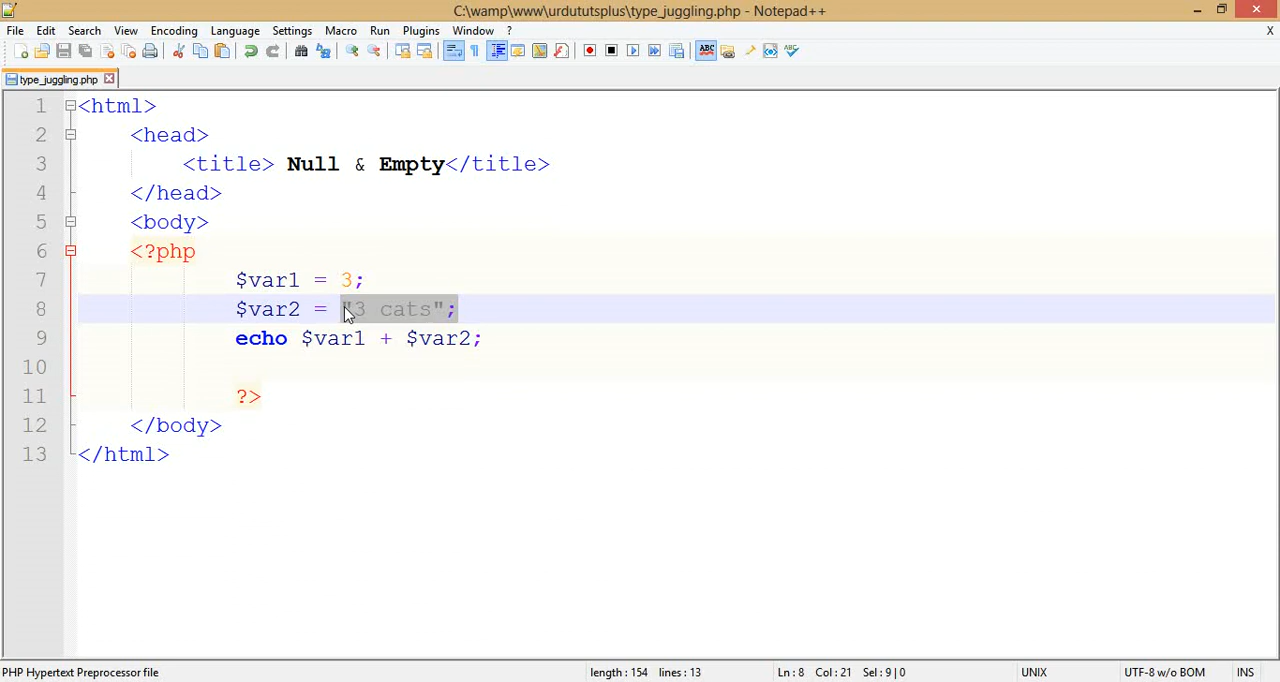 C:\wamp\www\urdututsplus\type_juggling.php - Notepad++
File Edit Search View Encoding Language Settings Macro Run Plugins Window ? X
type_juggling.php
1 <html>
2 <head>
3 <title> Null & Empty</title>
4 </head>
5 <body>
6 <?php
7 $var1 = 3;
8 $var2 = "3 cats";
9 echo $var1 + $var2;
10
11 ?>
12 </body>
13 </html>
PHP Hypertext Preprocessor file length : 154 lines : 13 Ln : 8 Col : 21 Sel : 9 | 0 UNIX UTF-8 w/o BOM INS